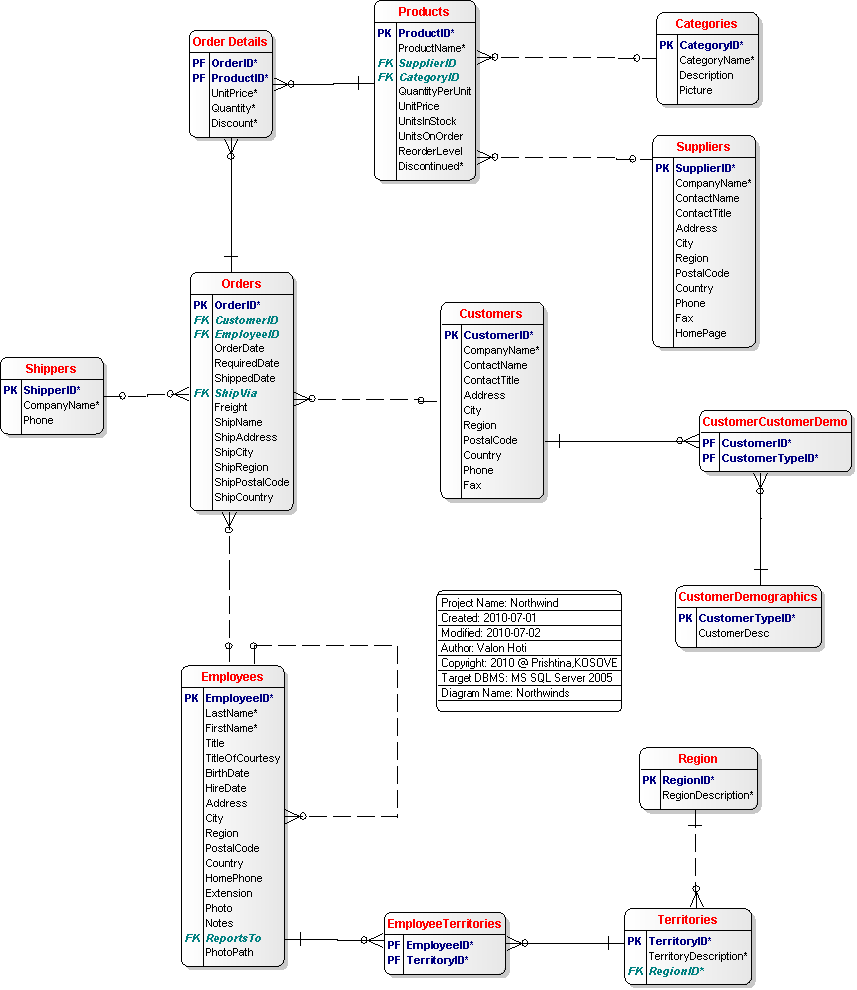 Products
PK ProductID*
ProductName*
FK SupplierID
FK CategoryID
QuantityPerUnit
UnitPrice
UnitsInStock
UnitsOnOrder
ReorderLevel
Discontinued*
Categories
PK CategoryID*
CategoryName*
Description
Picture
Order Details
PF OrderID*
PF ProductID*
UnitPrice*
Quantity*
Discount*
Suppliers
PK SupplierID*
CompanyName*
ContactName
ContactTitle
Address
City
Region
PostalCode
Country
Phone
Fax
HomePage
Orders
PK OrderID*
FK CustomerID
FK EmployeeID
OrderDate
RequiredDate
ShippedDate
FK ShipVia
Freight
ShipName
ShipAddress
ShipCity
ShipRegion
ShipPostalCode
ShipCountry
Customers
PK CustomerID*
CompanyName*
ContactName
ContactTitle
Address
City
Region
PostalCode
Country
Phone
Fax
Shippers
PK ShipperID*
CompanyName*
Phone
CustomerCustomerDemo
PF CustomerID*
PF CustomerTypeID*
CustomerDemographics
PK CustomerTypeID*
CustomerDesc
Project Name: Northwind
Created: 2010-07-01
Modified: 2010-07-02
Author: Valon Hoti
Copyright: 2010 @ Prishtina,KOSOVE
Target DBMS: MS SQL Server 2005
Diagram Name: Northwinds
Employees
PK EmployeeID*
LastName*
FirstName*
Title
TitleOfCourtesy
BirthDate
HireDate
Address
City
Region
PostalCode
Country
HomePhone
Extension
Photo
Notes
FK ReportsTo
PhotoPath
Region
PK RegionID*
RegionDescription*
EmployeeTerritories
PF EmployeeID*
PF TerritoryID*
Territories
PK TerritoryID*
TerritoryDescription*
FK RegionID*